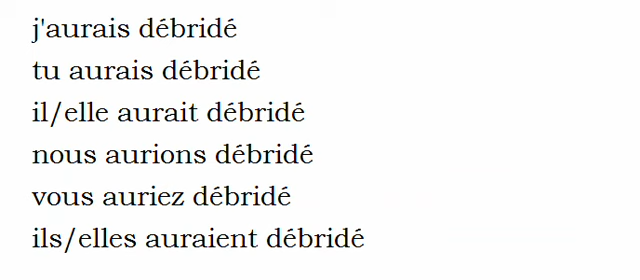 j'aurais débridé
tu aurais débridé
il/elle aurait débridé
nous aurions débridé
vous auriez débridé
ils/elles auraient débridé